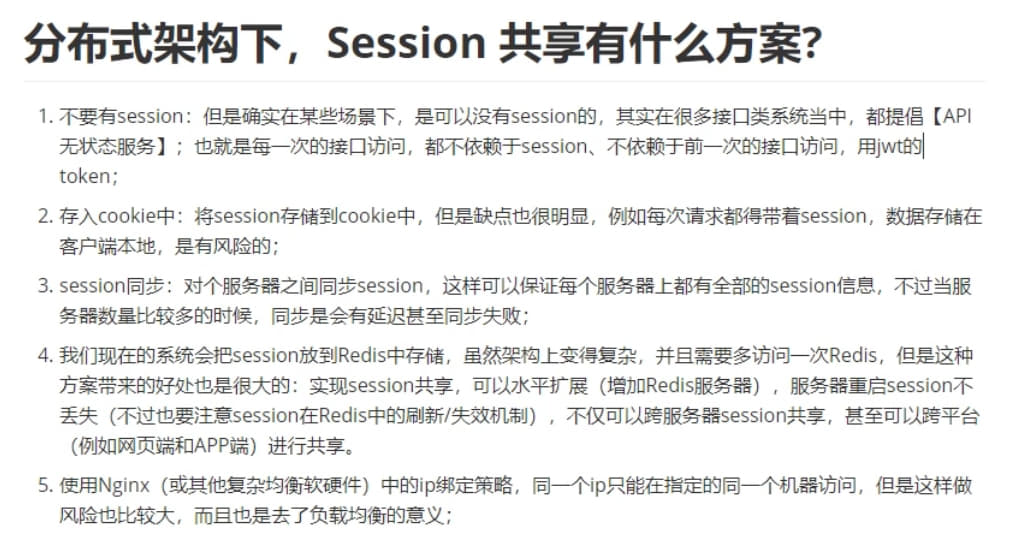 分布式架构下，Session 共享有什么方案?
1. 不要有session：但是确实在某些场景下，是可以没有session的，其实在很多接口类系统当中，都提倡【API
无状态服务】；也就是每一次的接口访问，都不依赖于session、不依赖于前一次的接口访问，用jwt的
token；
2. 存入cookie中：将session存储到cookie中，但是缺点也很明显，例如每次请求都得带着session，数据存储在
客户端本地，是有风险的；
3. session同步：对个服务器之间同步session，这样可以保证每个服务器上都有全部的session信息，不过当服
务器数量比较多的时候，同步是会有延迟甚至同步失败；
4. 我们现在的系统会把session放到Redis中存储，虽然架构上变得复杂，并且需要多访问一次Redis，但是这种
方案带来的好处也是很大的：实现session共享，可以水平扩展（增加Redis服务器），服务器重启session不
丢失（不过也要注意session在Redis中的刷新/失效机制），不仅可以跨服务器session共享，甚至可以跨平台
（例如网页端和APP端）进行共享。
5. 使用Nginx（或其他复杂均衡软硬件）中的ip绑定策略，同一个ip只能在指定的同一个机器访问，但是这样做
风险也比较大，而且也是去了负载均衡的意义；